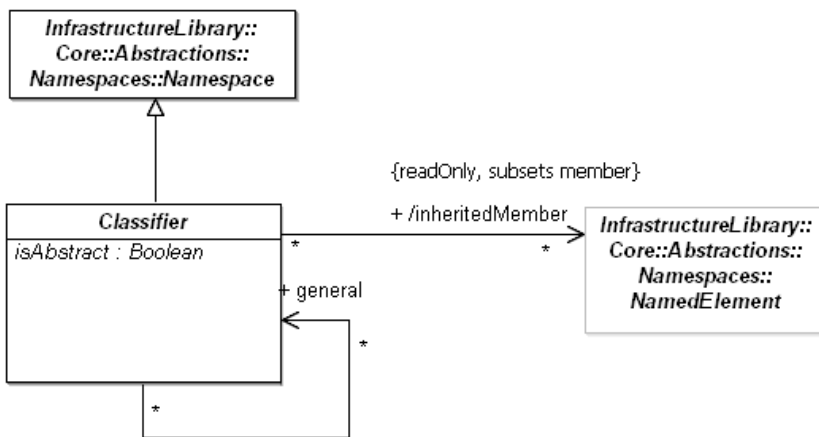 InfrastructureLibrary::
Core::Abstractions::
Namespaces::Namespace
{readOnly, subsets member}
+ /inheritedMember
Classifier
isAbstract : Boolean
*
*
InfrastructureLibrary::
Core::Abstractions::
Namespaces::
NamedElement
+ general
*
*